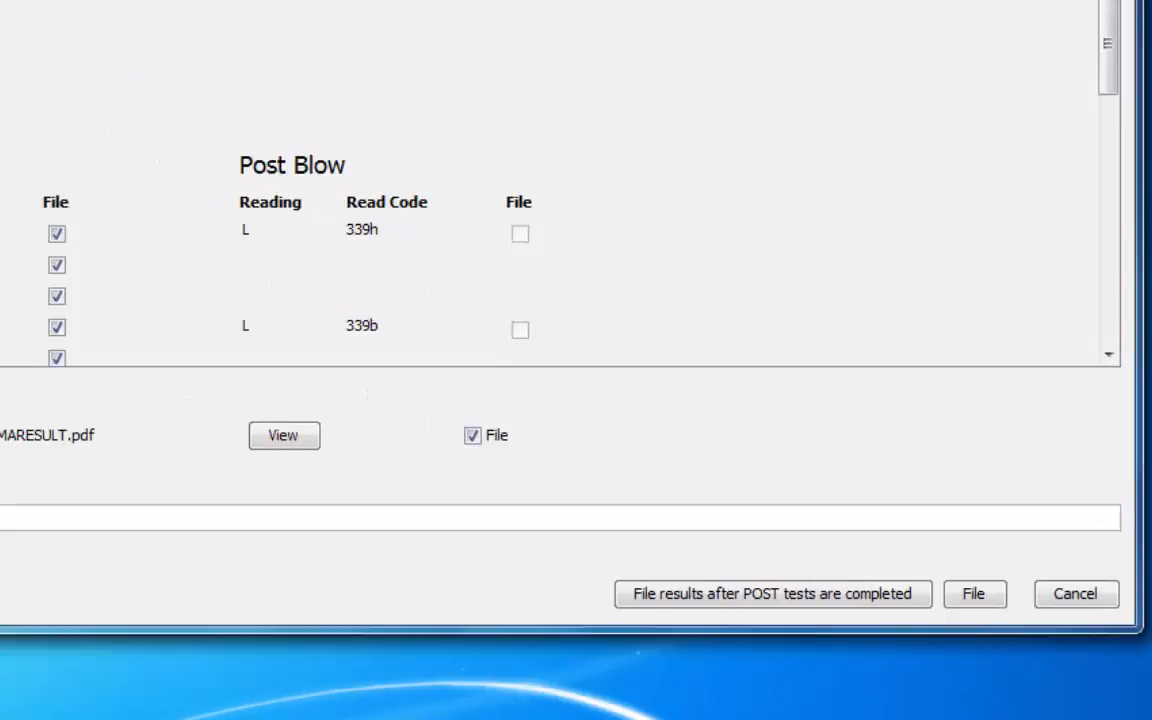 Post Blow
File Reading Read Code File
L 339h
L 339b
MARESULT.pdf View File
File results after POST tests are completed File Cancel